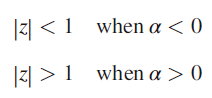 |z| < 1 when α < 0
|z| > 1 when α > 0